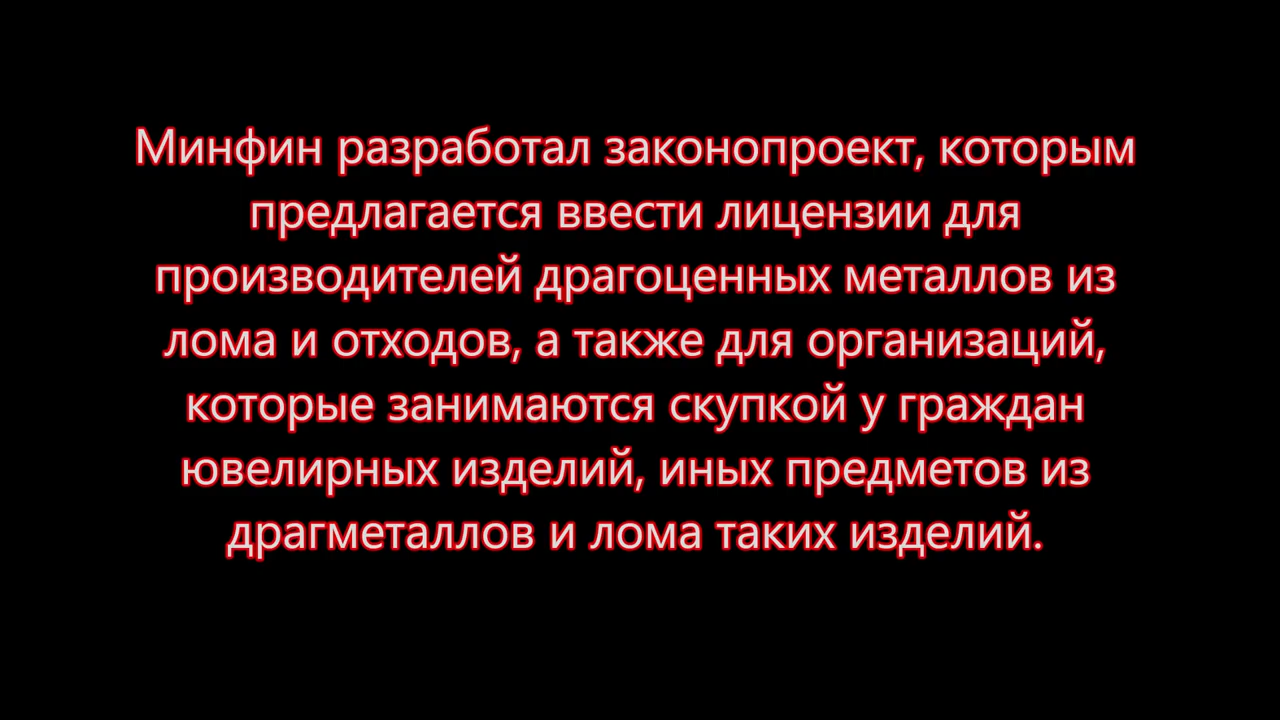 Минфин разработал законопроект, которым
предлагается ввести лицензии для
производителей драгоценных металлов из
лома и отходов, а также для организаций,
которые занимаются скупкой у граждан
ювелирных изделий, иных предметов из
драгметаллов и лома таких изделий.